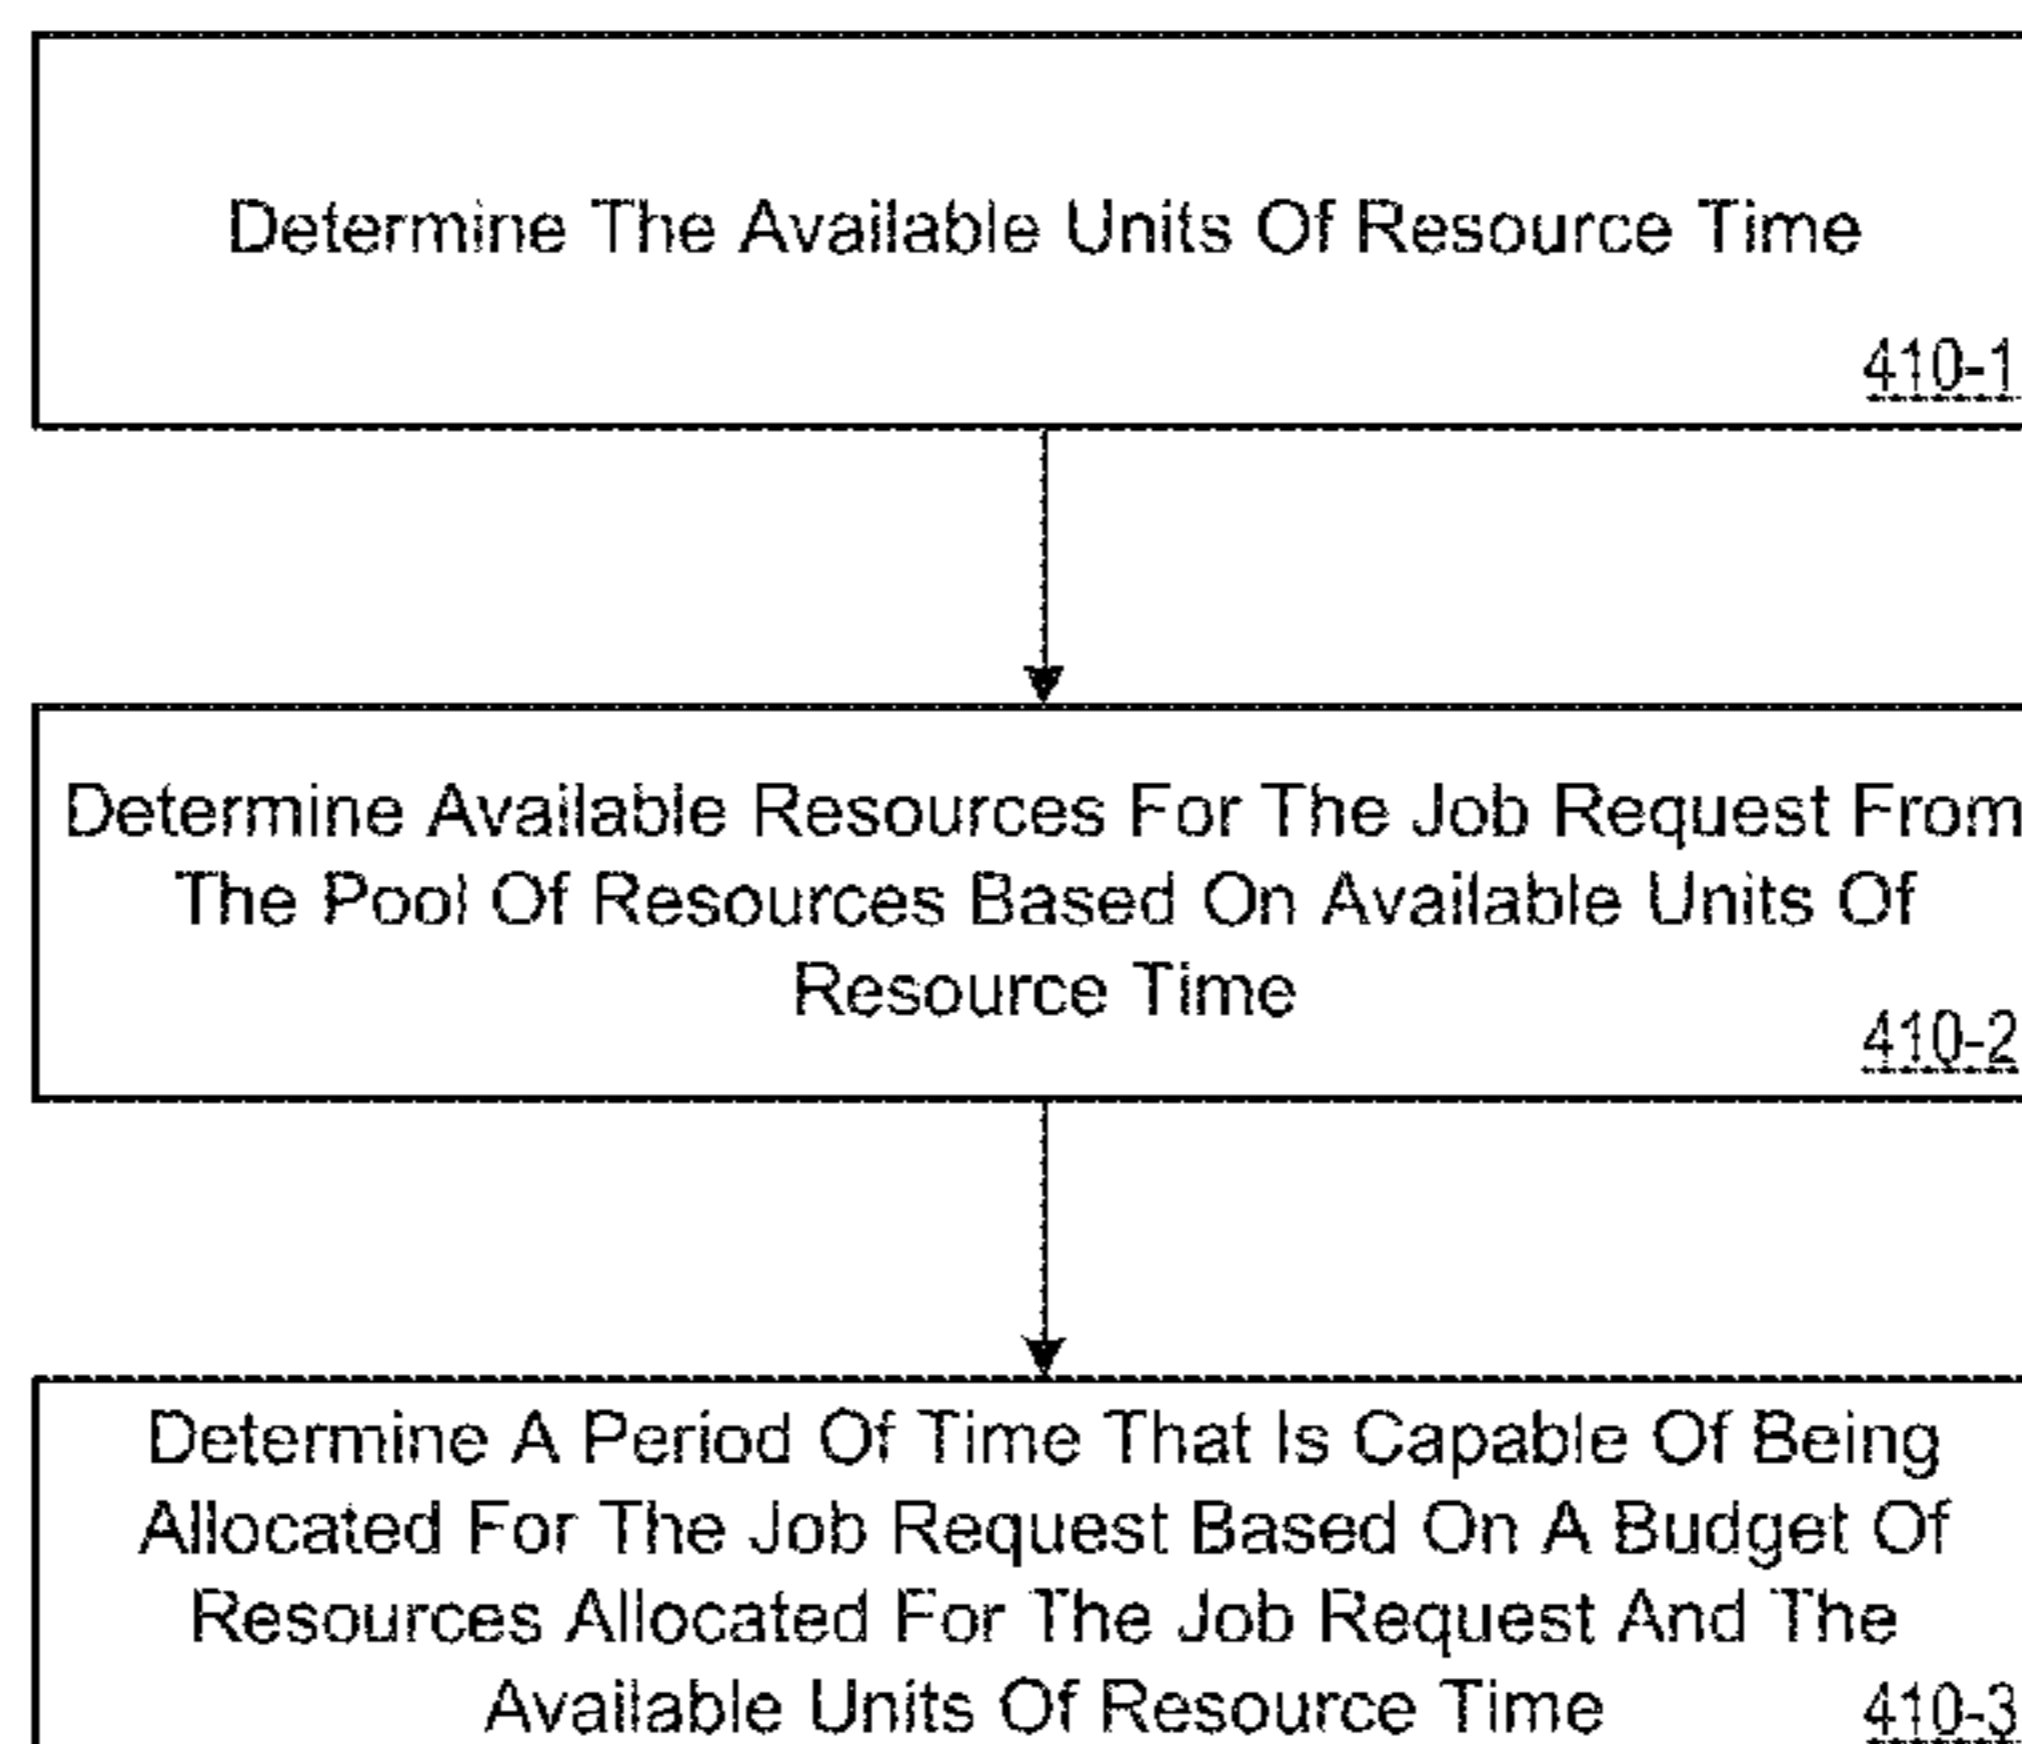 Determine The Available Units Of Resource Time
410-1
Determine Available Resources For The Job Request From
The Pool Of Resources Based On Available Units Of
Resource Time
410-2
Determine A Period Of Time That Is Capable Of Being
Allocated For The Job Request Based On A Budget Of
Resources Allocated For The Job Request And The
Available Units Of Resource Time
410-3